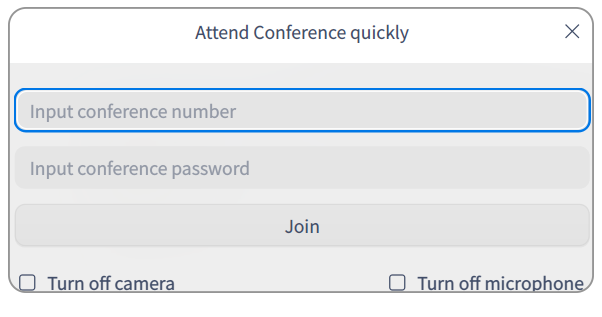 Attend Conference quickly
Input conference number
Input conference password
Join
Turn off camera
Turn off microphone